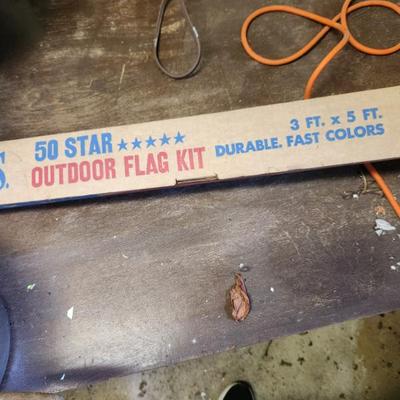 S.
50 STAR ★★★★★
OUTDOOR FLAG KIT
3 FT. x 5 FT.
DURABLE, FAST COLORS